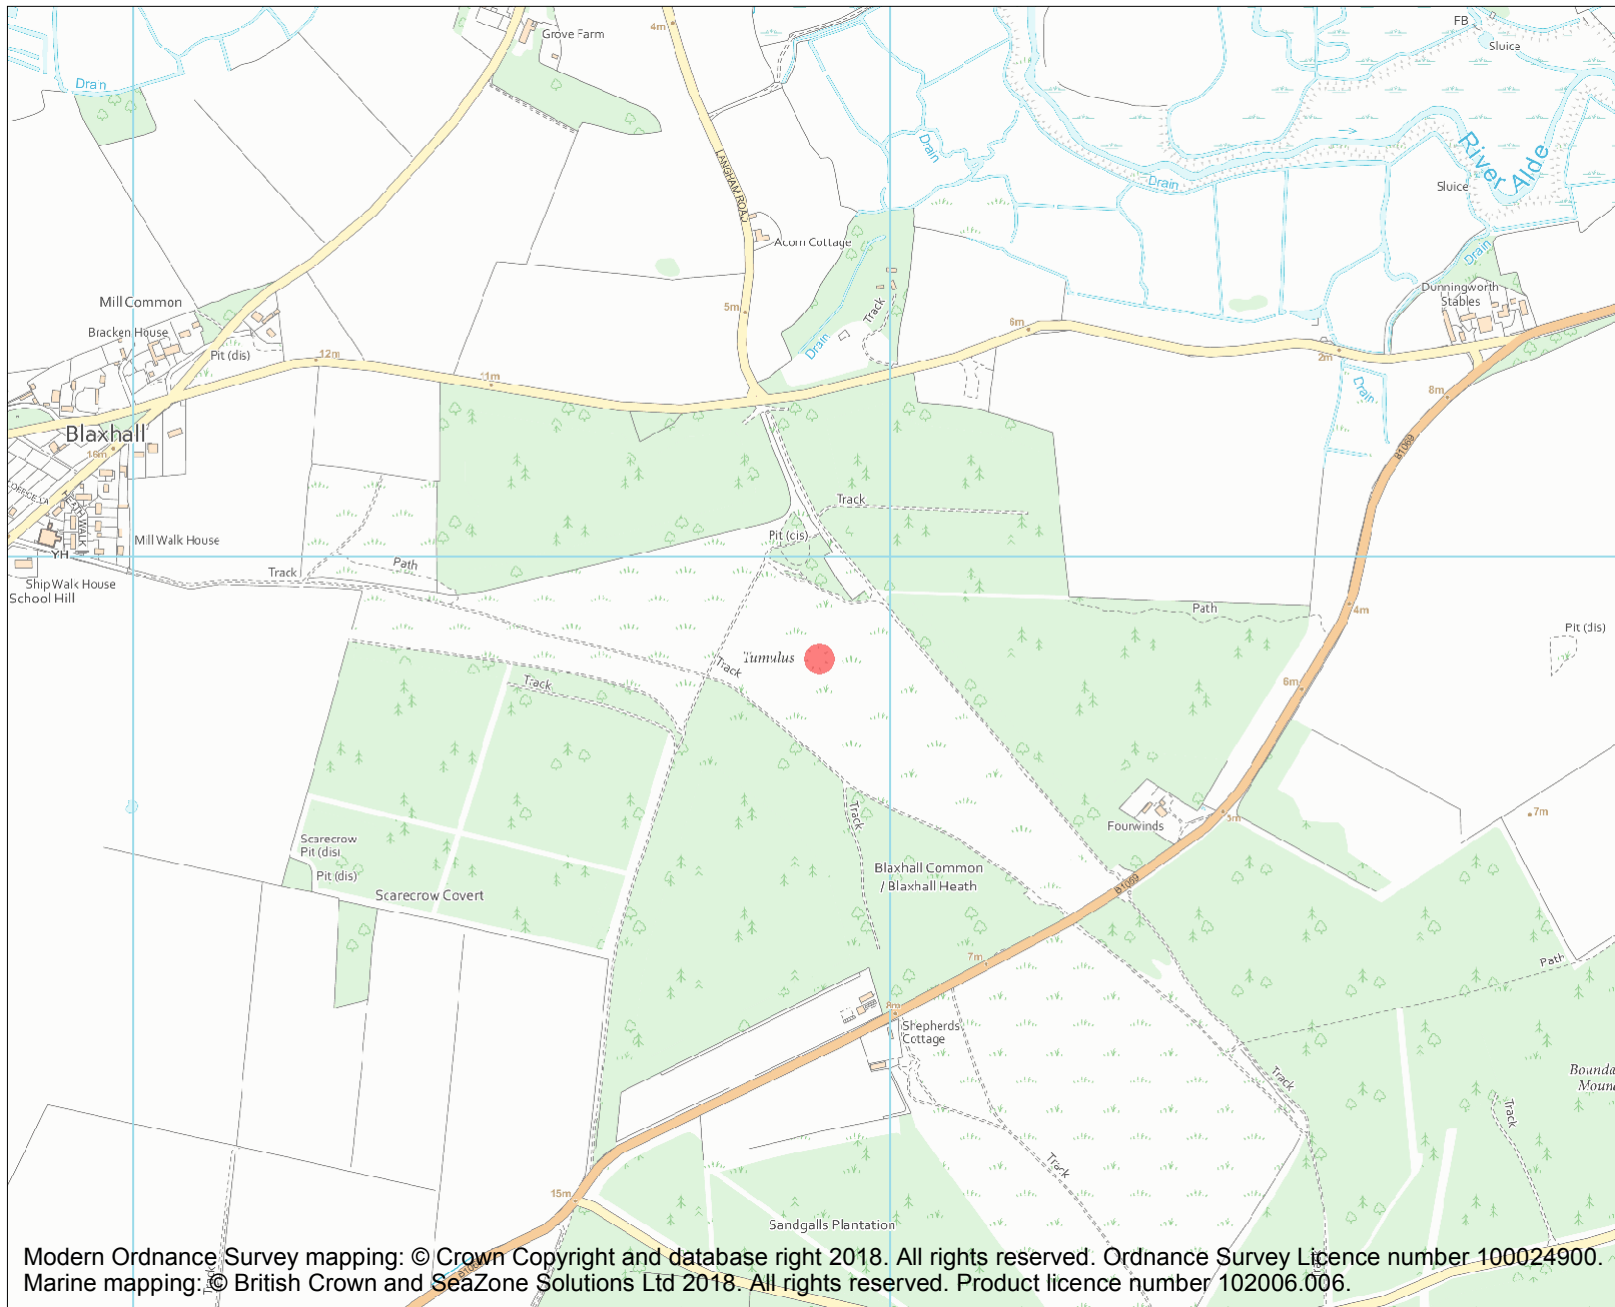 Grove Farm
4m
FB
Sluice
Drain
LANGHAM ROAD
Drain
River Alde
Drain
Sluice
Acorn Cottage
Drain
Dunningworth
Stables
Mill Common
Bracken House
Pit (dis)
Track
5m
6m
Drain
2m
12m
11m
Drain
8m
Blaxhall
16m
B1069
HEATH WALK
Track
Pit (cis)
Mill Walk House
YH
Path
Track
Ship Walk House
School Hill
Path
4m
Pit (dis)
Tumulus
Track
Track
6m
Track
Fourwinds
7m
Scarecrow
Pit (dis)
Pit (dis)
Scarecrow Covert
Blaxhall Common
/ Blaxhall Heath
B1069
7m
Path
8m
Shepherds
Cottage
Track
Track
Track
15m
Sandgalls Plantation
Track
Modern Ordnance Survey mapping: © Crown Copyright and database right 2018. All rights reserved. Ordnance Survey Licence number 100024900.
Marine mapping: © British Crown and SeaZone Solutions Ltd 2018. All rights reserved. Product licence number 102006.006.